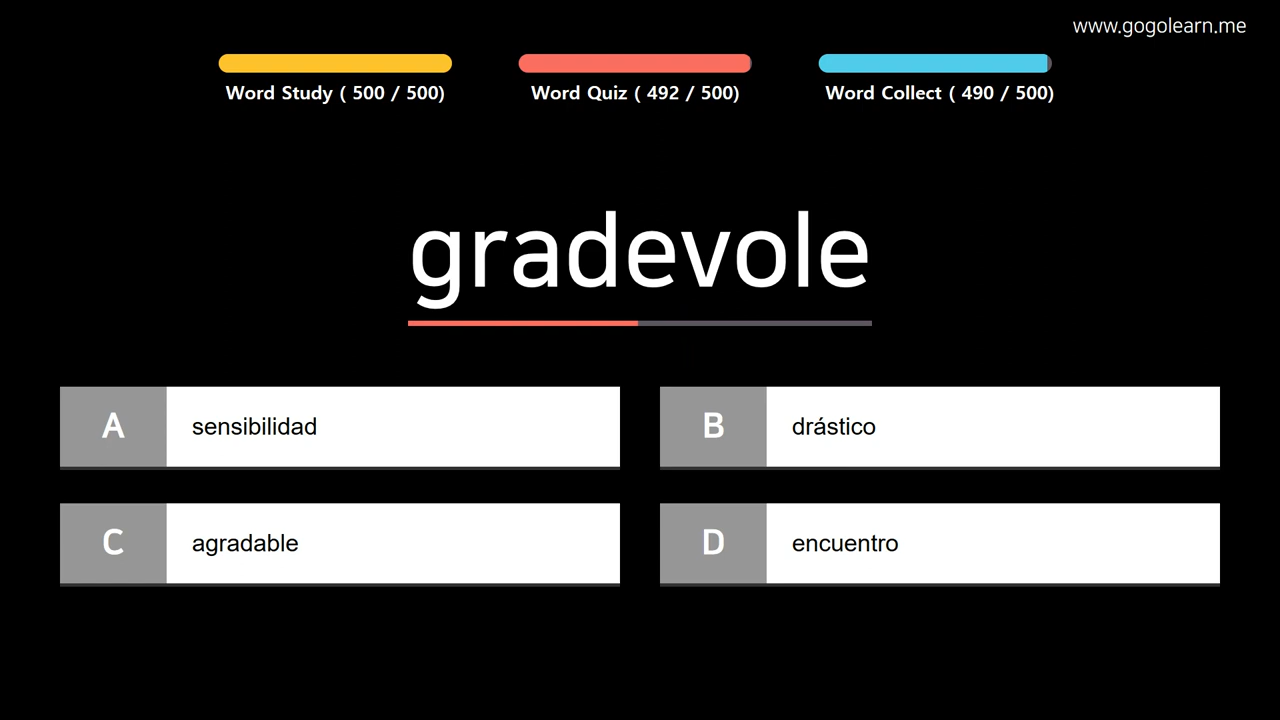 www.gogolearn.me
Word Study ( 500 / 500)
Word Quiz ( 492 / 500)
Word Collect ( 490 / 500)
gradevole
A
sensibilidad
B
drástico
C
agradable
D
encuentro